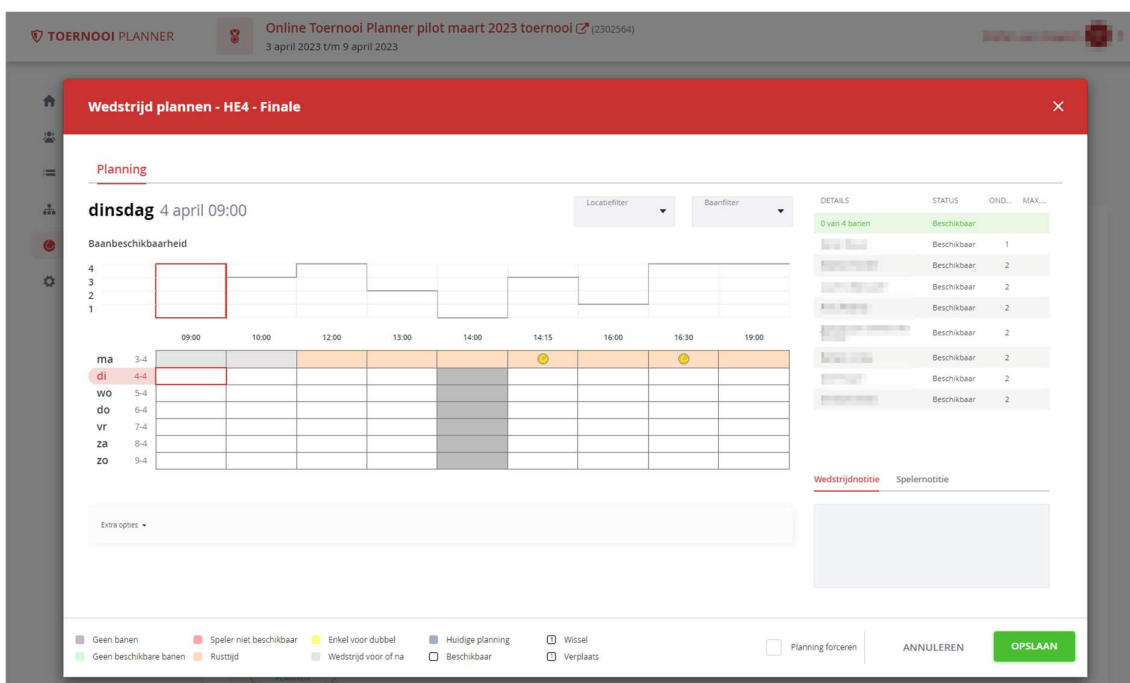 TOERNOOI PLANNER
Online Toernooi Planner pilot maart 2023 toernooi (2302564)
3 april 2023 t/m 9 april 2023
Wedstrijd plannen - HE4 - Finale
Planning
dinsdag 4 april 09:00
Locatiefilter
Baanfilter
Baanbeschikbaarheid
4
3
2
1
09:00 10:00 12:00 13:00 14:00 14:15 16:00 16:30 19:00
ma 3-4
di 4-4
wo 5-4
do 6-4
vr 7-4
za 8-4
zo 9-4
Extra opties
DETAILS STATUS OND... MAX....
0 van 4 banen Beschikbaar
Beschikbaar 1
Beschikbaar 2
Beschikbaar 2
Beschikbaar 2
Beschikbaar 2
Beschikbaar 2
Beschikbaar 2
Beschikbaar 2
Wedstrijdnotitie Spelernotitie
Geen banen Speler niet beschikbaar Enkel voor dubbel Huidige planning 1 Wissel
Geen beschikbare banen Rusttijd Wedstrijd voor of na Beschikbaar 1 Verplaats
Planning forceren
ANNULEREN
OPSLAAN